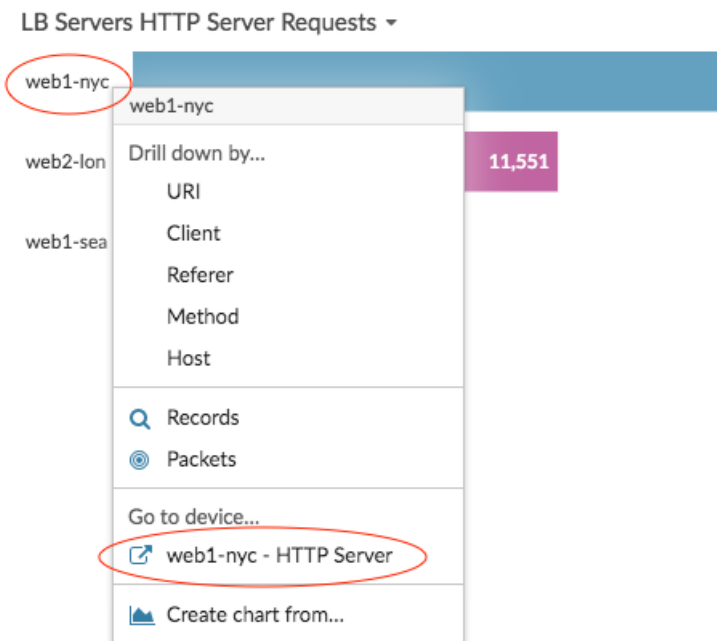 LB Servers HTTP Server Requests
web1-nyc
web1-nyc
Drill down by...
web2-lon
11,551
URI
Client
web1-sea
Referer
Method
Host
Records
Packets
Go to device...
web1-nyc - HTTP Server
Create chart from...